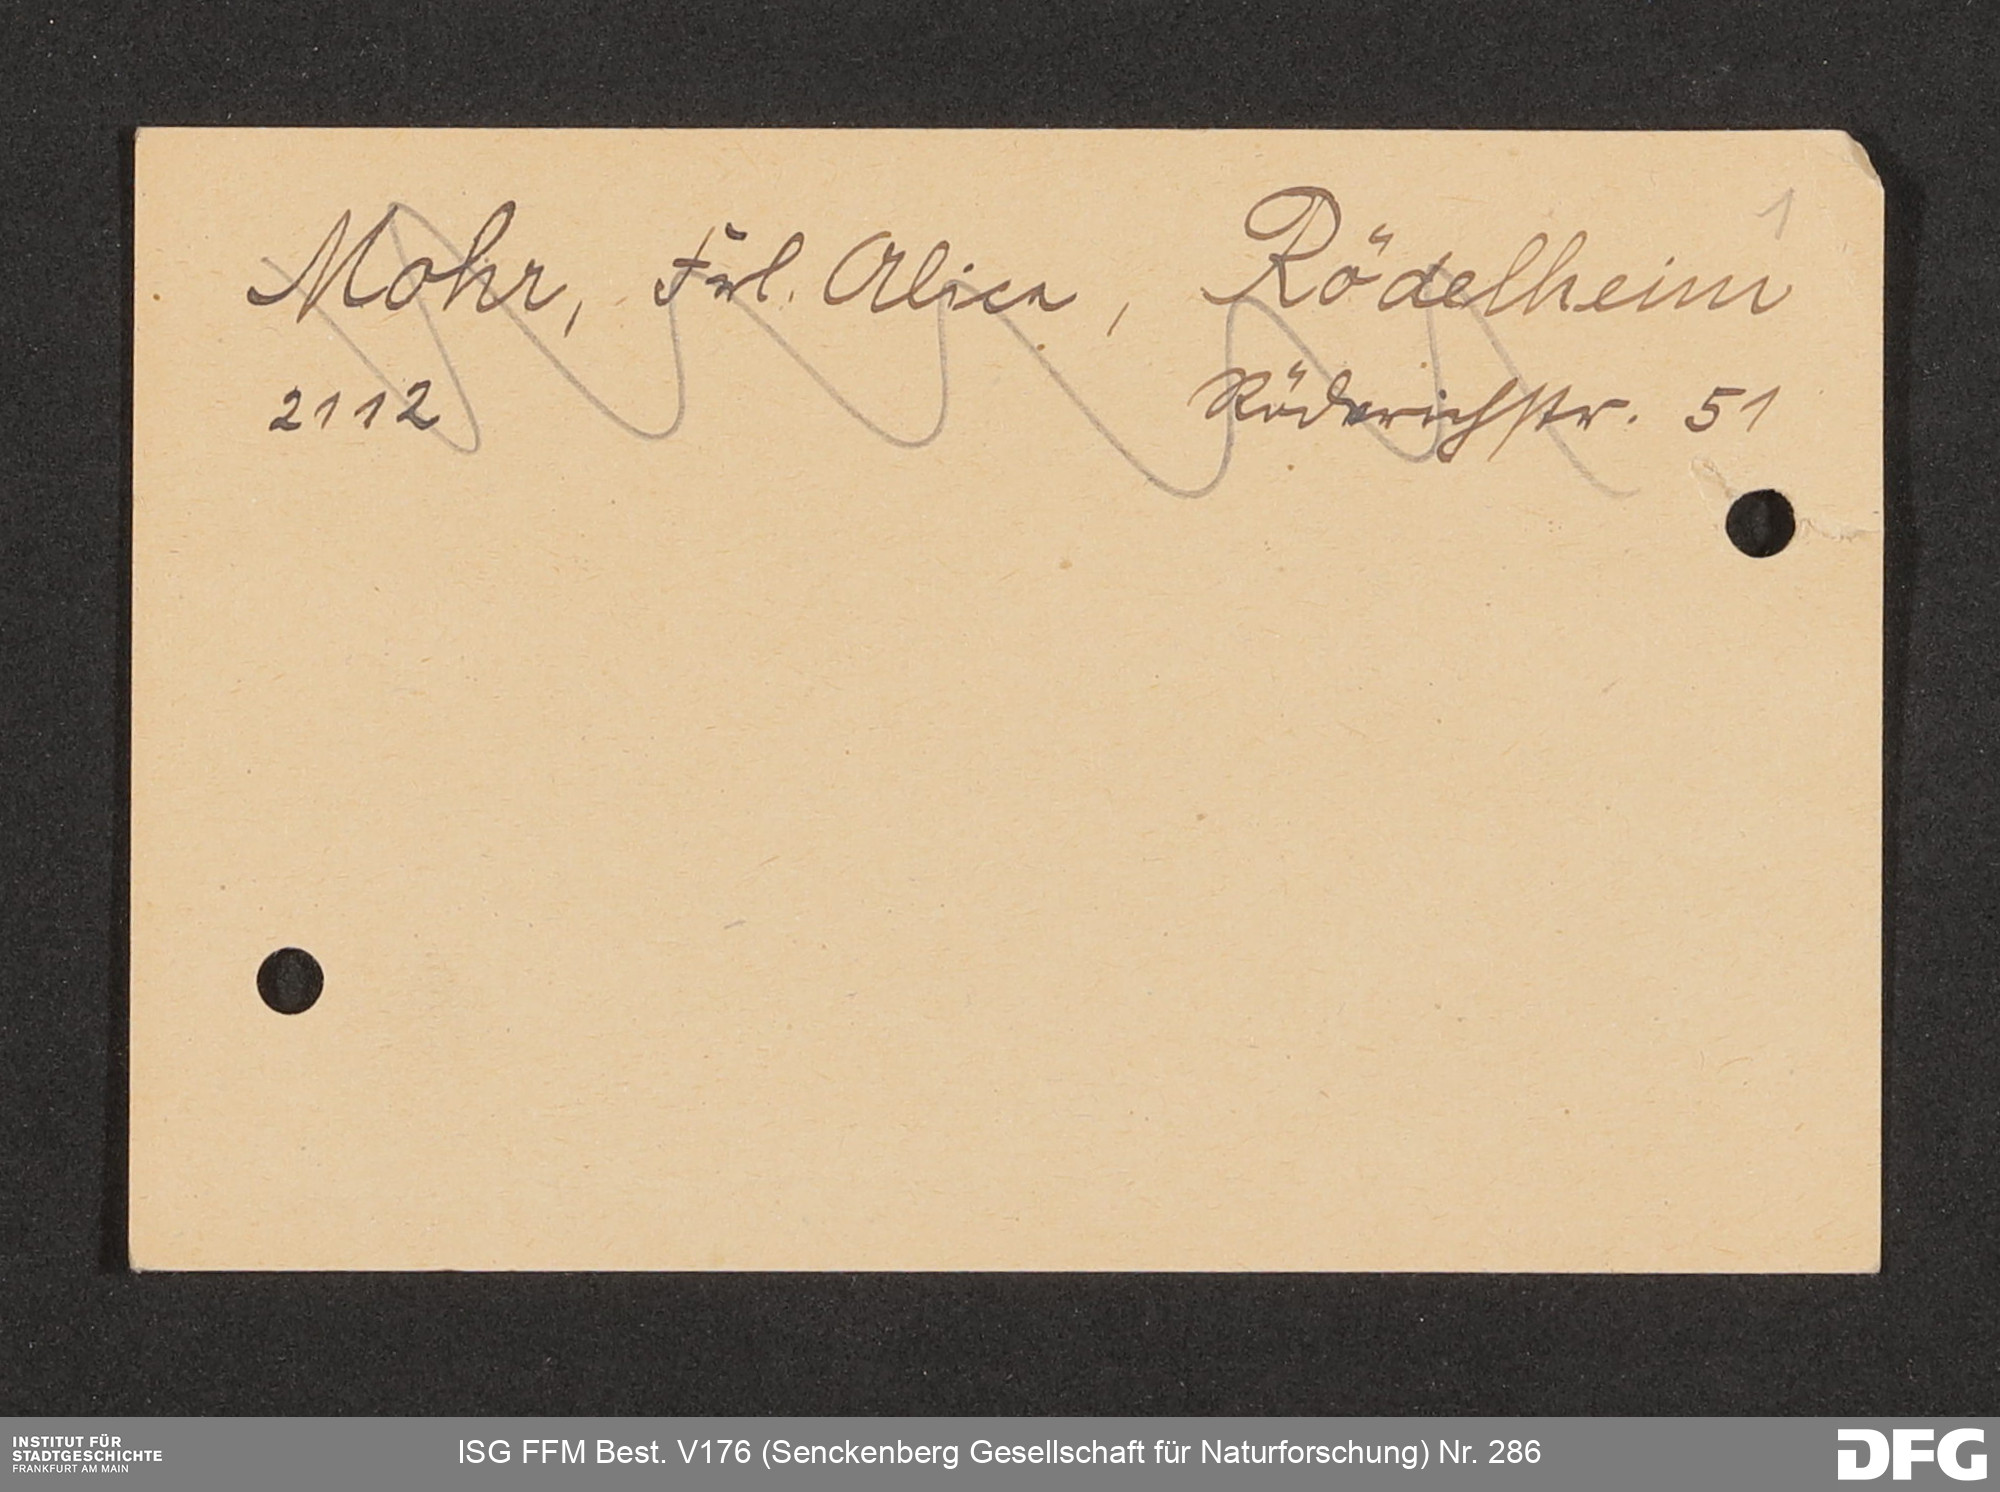 1
Mohr, Frl. Alice, Rödelheim
2112 Röderichstr. 51
INSTITUT FÜR
STADTGESCHICHTE
FRANKFURT AM MAIN
ISG FFM Best. V176 (Senckenberg Gesellschaft für Naturforschung) Nr. 286
DFG